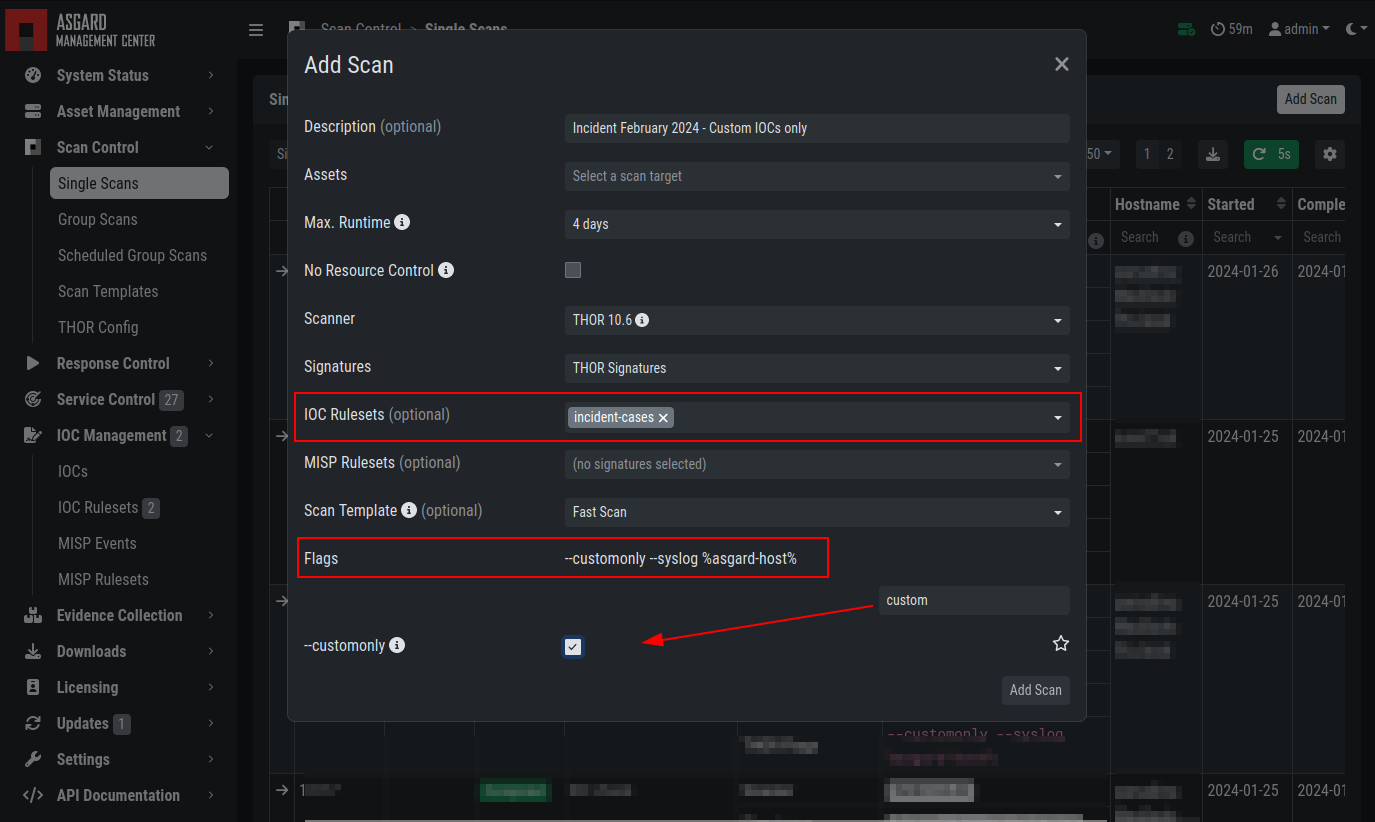 ASGARD
MANAGEMENT CENTER
Scan Control > Single Scans
59m
admin
System Status
Asset Management
Scan Control
Single Scans
Group Scans
Scheduled Group Scans
Scan Templates
THOR Config
Response Control
Service Control 27
IOC Management 2
IOCs
IOC Rulesets 2
MISP Events
MISP Rulesets
Evidence Collection
Downloads
Licensing
Updates 1
Settings
API Documentation
Sin
Add Scan
Si
50
1 2
5s
Hostname Started Comple
Search Search Search
2024-01-26 2024-01
2024-01-25 2024-01
2024-01-25 2024-01
2024-01-25 2024-01
Add Scan
Description (optional) Incident February 2024 - Custom IOCs only
Assets Select a scan target
Max. Runtime 4 days
No Resource Control
Scanner THOR 10.6
Signatures THOR Signatures
IOC Rulesets (optional) incident-cases
MISP Rulesets (optional) (no signatures selected)
Scan Template (optional) Fast Scan
Flags --customonly --syslog %asgard-host%
custom
--customonly
Add Scan
--customonly --syslog